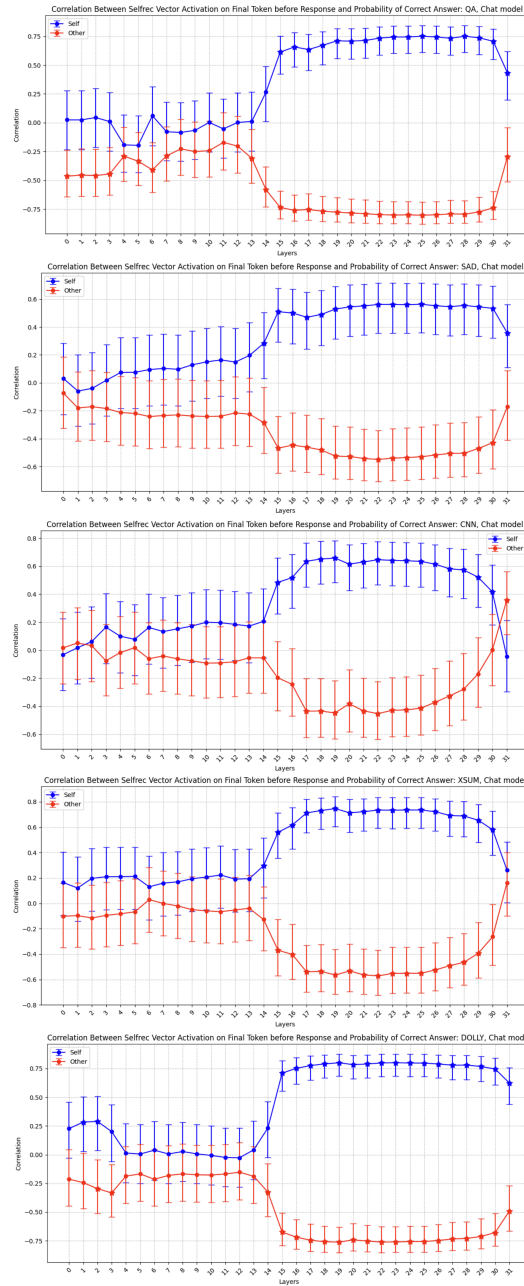 Correlation Between Selfrec Vector Activation on Final Token before Response and Probability of Correct Answer: QA, Chat model
Self
Other
0.75
0.50
0.25
0.00
−0.25
−0.50
−0.75
Correlation
0 1 2 3 4 5 6 7 8 9 10 11 12 13 14 15 16 17 18 19 20 21 22 23 24 25 26 27 28 29 30 31
Layers
Correlation Between Selfrec Vector Activation on Final Token before Response and Probability of Correct Answer: SAD, Chat model
Self
Other
0.6
0.4
0.2
0.0
−0.2
−0.4
−0.6
Correlation
0 1 2 3 4 5 6 7 8 9 10 11 12 13 14 15 16 17 18 19 20 21 22 23 24 25 26 27 28 29 30 31
Layers
Correlation Between Selfrec Vector Activation on Final Token before Response and Probability of Correct Answer: CNN, Chat model
Self
Other
0.8
0.6
0.4
0.2
0.0
−0.2
−0.4
−0.6
Correlation
0 1 2 3 4 5 6 7 8 9 10 11 12 13 14 15 16 17 18 19 20 21 22 23 24 25 26 27 28 29 30 31
Layers
Correlation Between Selfrec Vector Activation on Final Token before Response and Probability of Correct Answer: XSUM, Chat mode
Self
Other
0.8
0.6
0.4
0.2
0.0
−0.2
−0.4
−0.6
−0.8
Correlation
0 1 2 3 4 5 6 7 8 9 10 11 12 13 14 15 16 17 18 19 20 21 22 23 24 25 26 27 28 29 30 31
Layers
Correlation Between Selfrec Vector Activation on Final Token before Response and Probability of Correct Answer: DOLLY, Chat mod
Self
Other
0.75
0.50
0.25
0.00
−0.25
−0.50
−0.75
Correlation
0 1 2 3 4 5 6 7 8 9 10 11 12 13 14 15 16 17 18 19 20 21 22 23 24 25 26 27 28 29 30 31
Layers